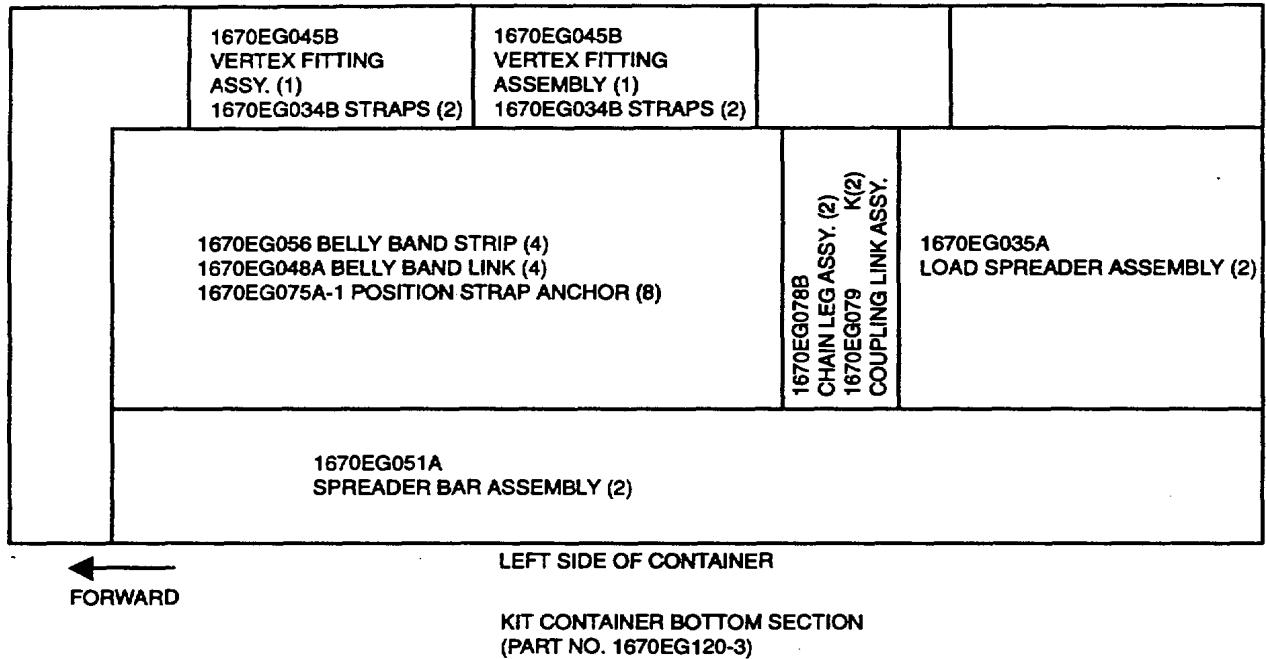 1670EG045B
VERTEX FITTING
ASSY. (1)
1670EG034B STRAPS (2)
1670EG045B
VERTEX FITTING
ASSEMBLY (1)
1670EG034B STRAPS (2)
1670EG056 BELLY BAND STRIP (4)
1670EG048A BELLY BAND LINK (4)
1670EG075A-1 POSITION STRAP ANCHOR (8)
1670EG078B
CHAIN LEG ASSY. (2)
1670EG079 K(2)
COUPLING LINK ASSY.
1670EG035A
LOAD SPREADER ASSEMBLY (2)
1670EG051A
SPREADER BAR ASSEMBLY (2)
LEFT SIDE OF CONTAINER
FORWARD
KIT CONTAINER BOTTOM SECTION
(PART NO. 1670EG120-3)